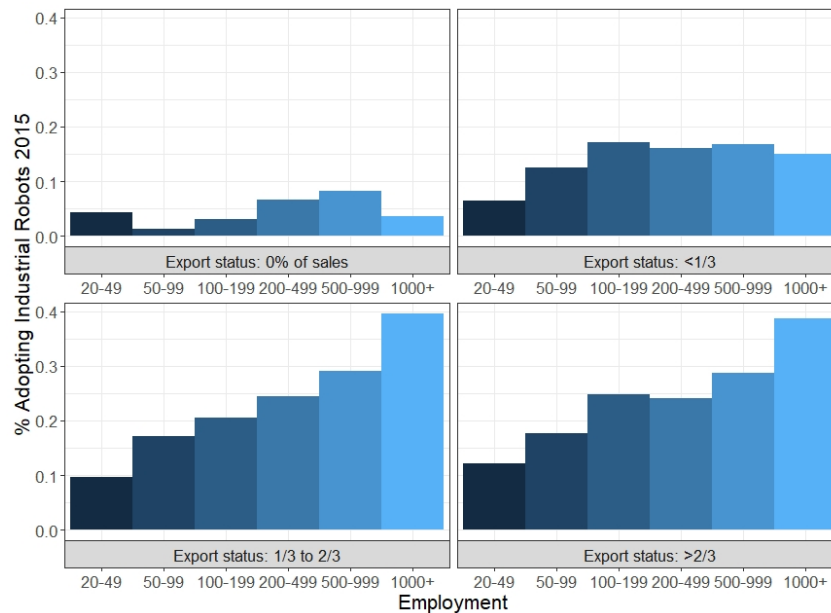 % Adopting Industrial Robots 2015
0.4
0.3
0.2
0.1
0.0
Export status: 0% of sales
20-49 50-99 100-199 200-499 500-999 1000+
Export status: <1/3
20-49 50-99 100-199 200-499 500-999 1000+
0.4
0.3
0.2
0.1
0.0
Export status: 1/3 to 2/3
20-49 50-99 100-199 200-499 500-999 1000+
Export status: >2/3
20-49 50-99 100-199 200-499 500-999 1000+
Employment